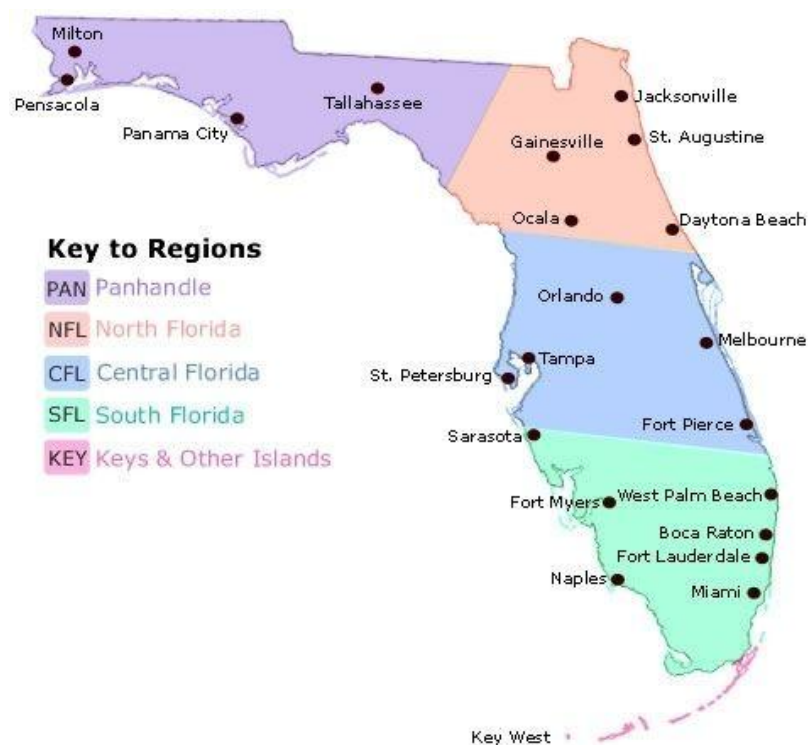 Milton
Pensacola
Panama City
Tallahassee
Jacksonville
St. Augustine
Gainesville
Ocala
Daytona Beach
Key to Regions
PAN Panhandle
NFL North Florida
CFL Central Florida
SFL South Florida
KEY Keys & Other Islands
Orlando
Melbourne
Tampa
St. Petersburg
Fort Pierce
Sarasota
West Palm Beach
Fort Myers
Boca Raton
Fort Lauderdale
Naples
Miami
Key West